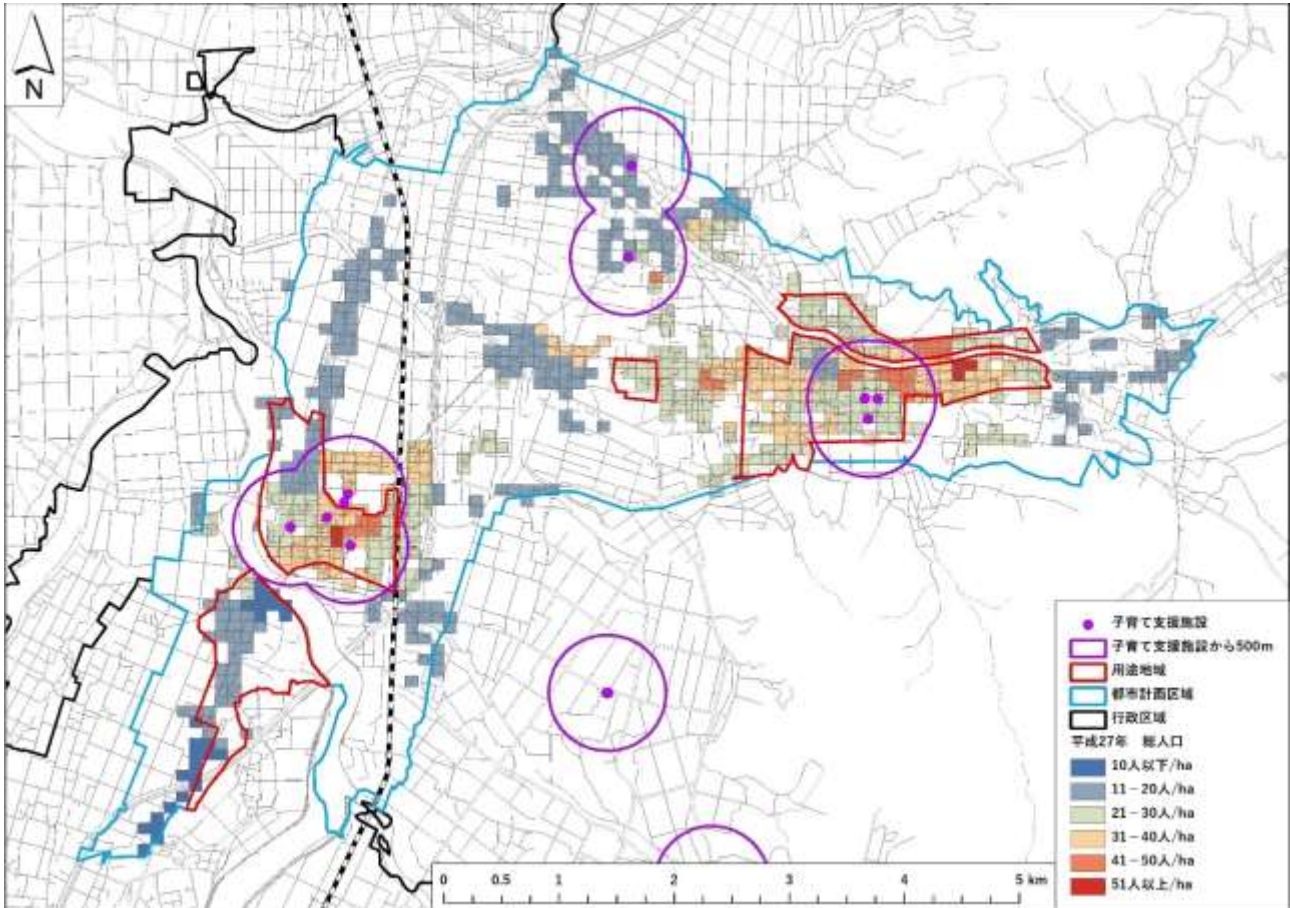 N
子育て支援施設
子育て支援施設から500m
用途地域
都市計画区域
行政区域
平成27年　総人口
10人以下/ha
11－20人/ha
21－30人/ha
31－40人/ha
41－50人/ha
51人以上/ha
0 0.5 1 2 3 4 5 km